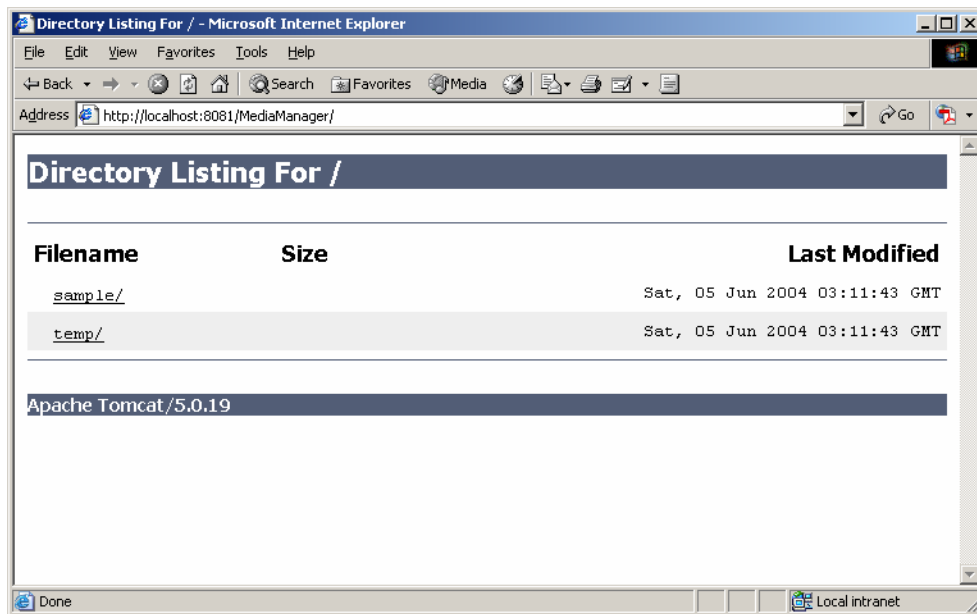 Directory Listing For / - Microsoft Internet Explorer
File Edit View Favorites Tools Help
Back Search Favorites Media
Address http://localhost:8081/MediaManager/ Go
Directory Listing For /
Filename Size Last Modified
sample/ Sat, 05 Jun 2004 03:11:43 GMT
temp/ Sat, 05 Jun 2004 03:11:43 GMT
Apache Tomcat/5.0.19
Done Local intranet